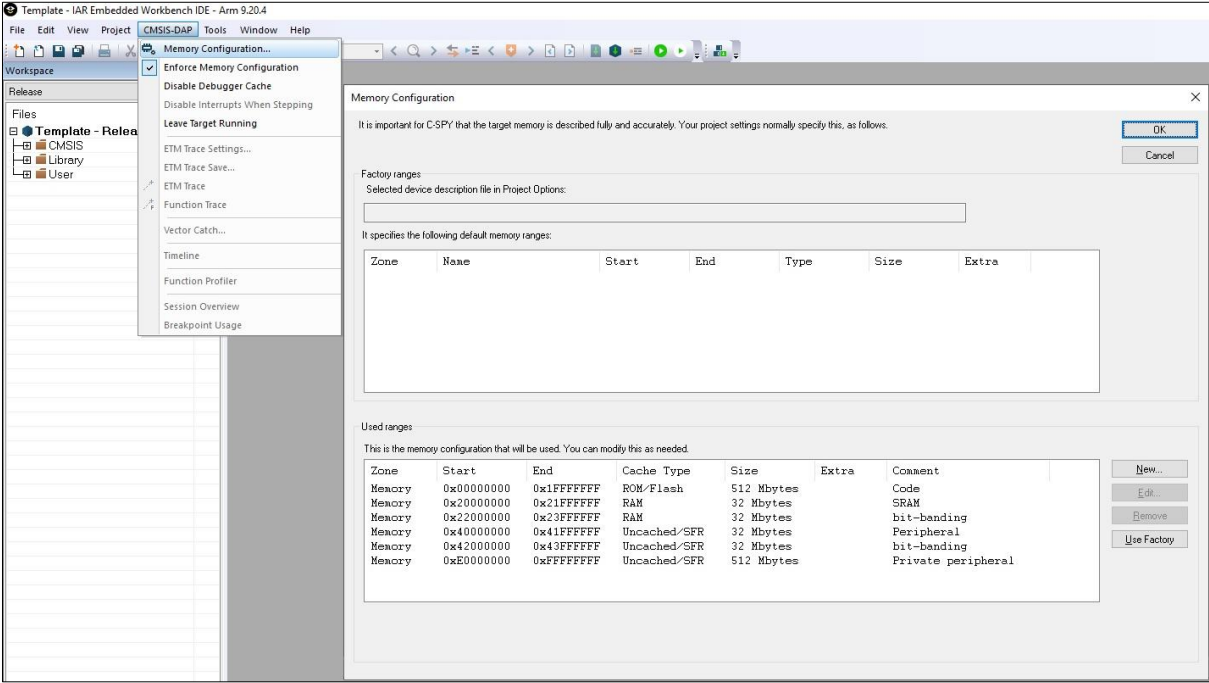 Template - IAR Embedded Workbench IDE - Arm 9.20.4
File Edit View Project CMSIS-DAP Tools Window Help
Workspace
Release
Files
Template - Relea
CMSIS
Library
User
Memory Configuration...
Enforce Memory Configuration
Disable Debugger Cache
Disable Interrupts When Stepping
Leave Target Running
ETM Trace Settings...
ETM Trace Save...
ETM Trace
Function Trace
Vector Catch...
Timeline
Function Profiler
Session Overview
Breakpoint Usage
Memory Configuration
It is important for C-SPY that the target memory is described fully and accurately. Your project settings normally specify this, as follows.
OK
Cancel
Factory ranges
Selected device description file in Project Options:
It specifies the following default memory ranges:
Zone Name Start End Type Size Extra
Used ranges
This is the memory configuration that will be used. You can modify this as needed.
Zone Start End Cache Type Size Extra Comment
Memory 0x00000000 0x1FFFFFFF ROM/Flash 512 Mbytes Code
Memory 0x20000000 0x21FFFFFF RAM 32 Mbytes SRAM
Memory 0x22000000 0x23FFFFFF RAM 32 Mbytes bit-banding
Memory 0x40000000 0x41FFFFFF Uncached/SFR 32 Mbytes Peripheral
Memory 0x42000000 0x43FFFFFF Uncached/SFR 32 Mbytes bit-banding
Memory 0xE0000000 0xFFFFFFFF Uncached/SFR 512 Mbytes Private peripheral
New...
Edit...
Remove
Use Factory